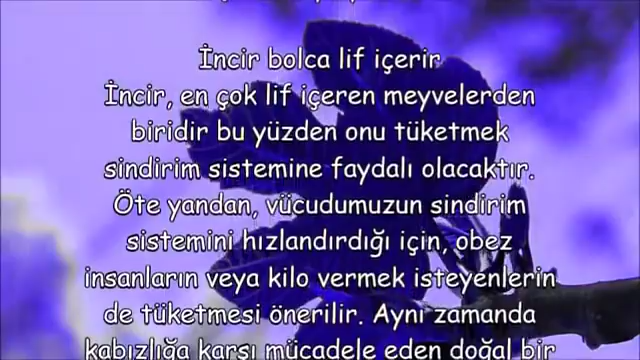 İncir bolca lif içerir
İncir, en çok lif içeren meyvelerden
biridir bu yüzden onu tüketmek
sindirim sistemine faydalı olacaktır.
Öte yandan, vücudumuzun sindirim
sistemini hızlandırdığı için, obez
insanların veya kilo vermek isteyenlerin
de tüketmesi önerilir. Aynı zamanda
kabızlığa karşı mücadele eden doğal bir